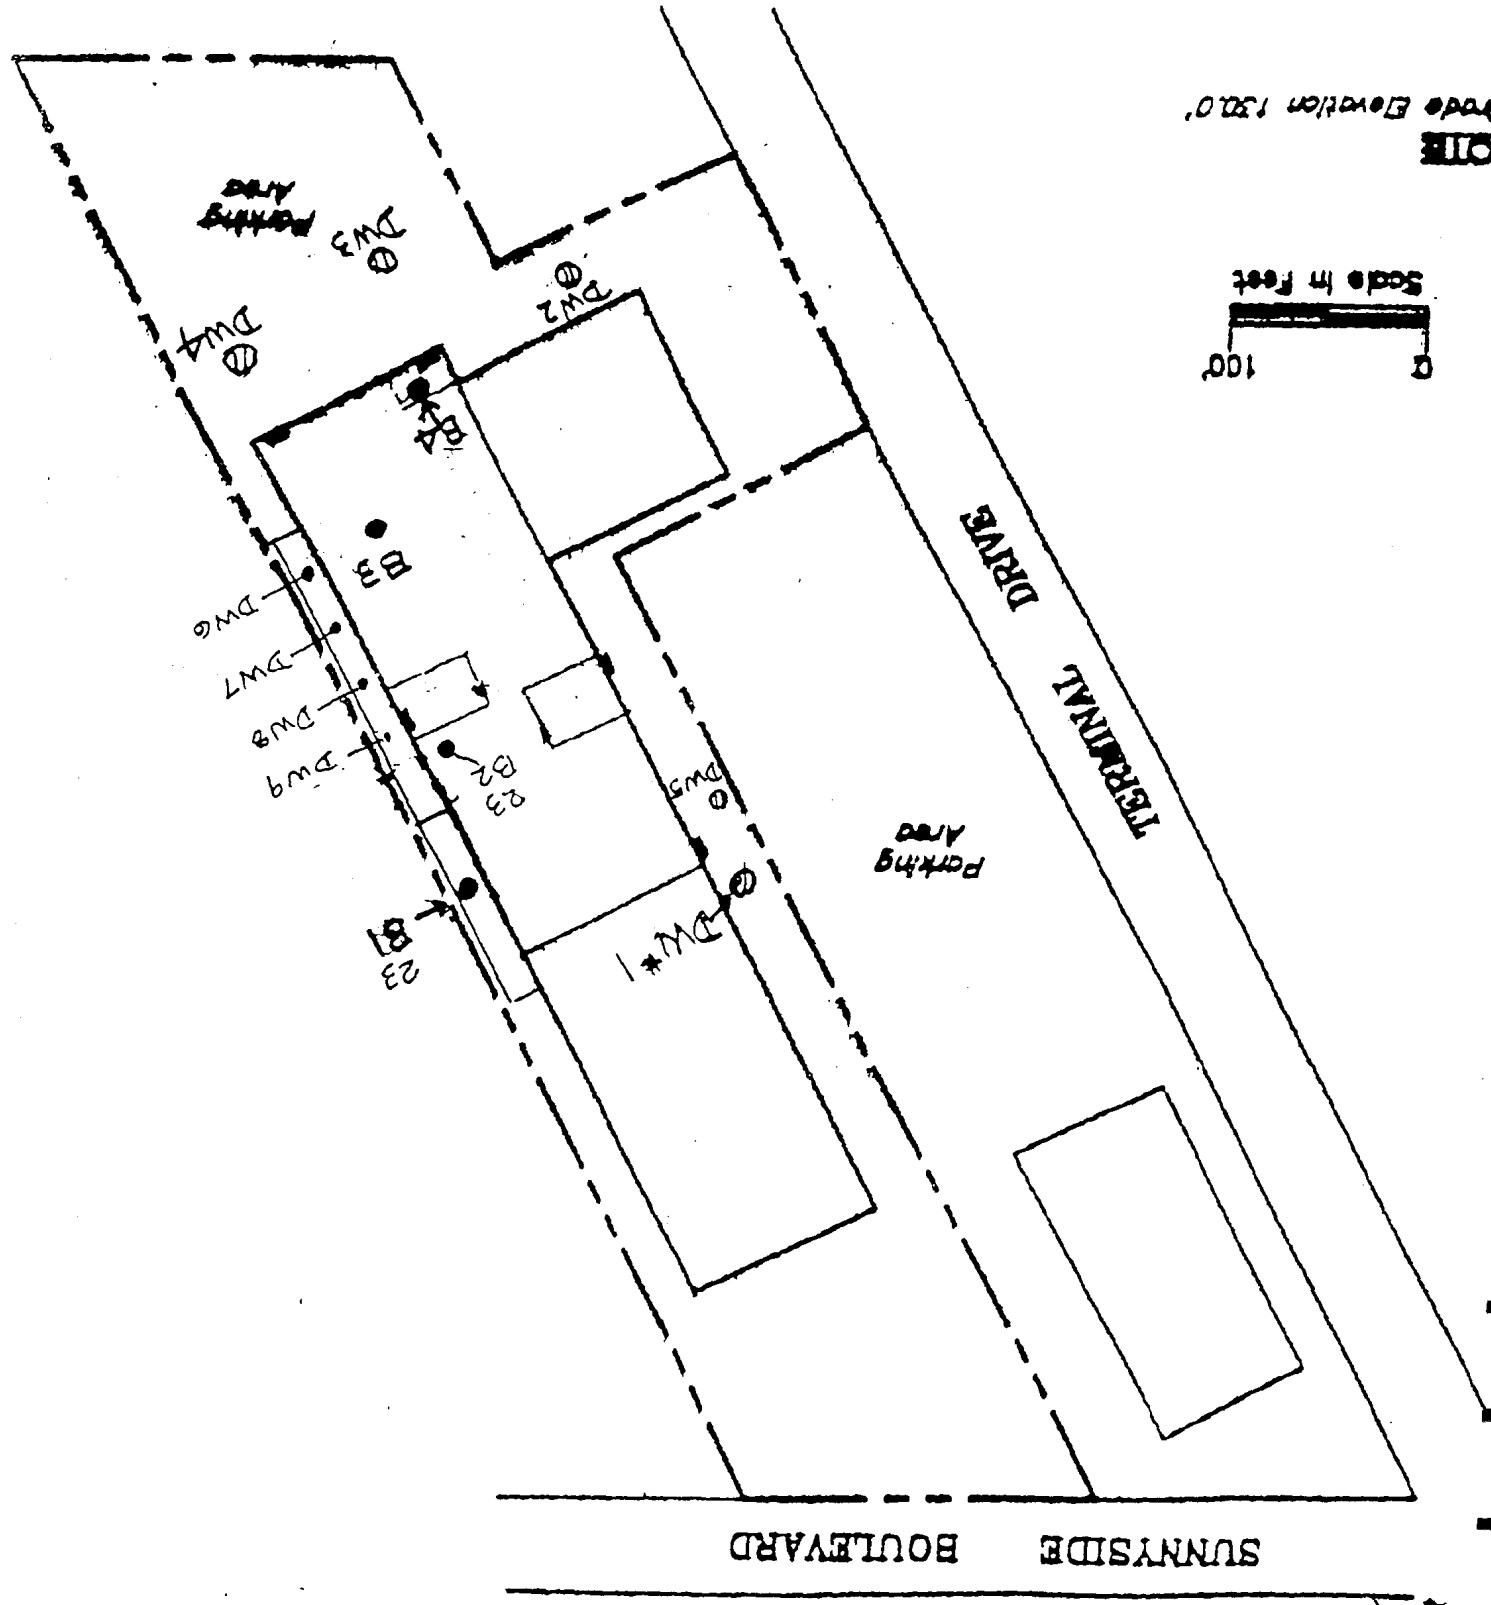 SUNNYSIDE BOULEVARD
TERMINAL DRIVE
Parking
Area
Parking
Area
DW*1
DW2
DW3
DW4
DW5
DW6
DW7
DW8
DW9
23
B1
23
B2
B3
B4
0 100'
Scale in Feet
Grade Elevation 130.0'